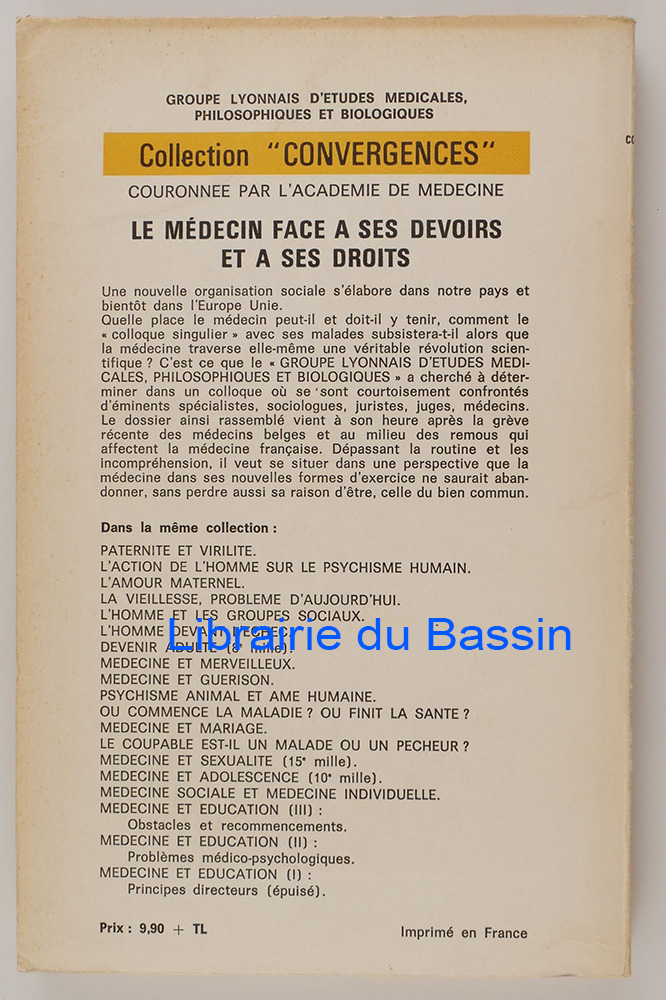 GROUPE LYONNAIS D'ETUDES MEDICALES,
PHILOSOPHIQUES ET BIOLOGIQUES
Collection "CONVERGENCES"
COURONNEE PAR L'ACADEMIE DE MEDECINE
LE MÉDECIN FACE A SES DEVOIRS
ET A SES DROITS
Une nouvelle organisation sociale s'élabore dans notre pays et
bientôt dans l'Europe Unie.
Quelle place le médecin peut-il et doit-il y tenir, comment le
« colloque singulier » avec ses malades subsistera-t-il alors que
la médecine traverse elle-même une véritable révolution scien-
tifique ? C'est ce que le « GROUPE LYONNAIS D'ETUDES MEDI-
CALES, PHILOSOPHIQUES ET BIOLOGIQUES » a cherché à déter-
miner dans un colloque où se sont courtoisement confrontés
d'éminents spécialistes, sociologues, juristes, juges, médecins.
Le dossier ainsi rassemblé vient à son heure après la grève
récente des médecins belges et au milieu des remous qui
affectent la médecine française. Dépassant la routine et les
incompréhension, il veut se situer dans une perspective que la
médecine dans ses nouvelles formes d'exercice ne saurait aban-
donner, sans perdre aussi sa raison d'être, celle du bien commun.
Dans la même collection :
PATERNITE ET VIRILITE.
L'ACTION DE L'HOMME SUR LE PSYCHISME HUMAIN.
L'AMOUR MATERNEL.
LA VIEILLESSE, PROBLEME D'AUJOURD'HUI.
L'HOMME ET LES GROUPES SOCIAUX.
L'HOMME DEVANT L'ECHEC.
Librairie du Bassin
DEVENIR ADULTE (8e mille).
MEDECINE ET MERVEILLEUX.
MEDECINE ET GUERISON.
PSYCHISME ANIMAL ET AME HUMAINE.
OU COMMENCE LA MALADIE ? OU FINIT LA SANTE ?
MEDECINE ET MARIAGE.
LE COUPABLE EST-IL UN MALADE OU UN PECHEUR ?
MEDECINE ET SEXUALITE (15e mille).
MEDECINE ET ADOLESCENCE (10e mille).
MEDECINE SOCIALE ET MEDECINE INDIVIDUELLE.
MEDECINE ET EDUCATION (III) :
Obstacles et recommencements.
MEDECINE ET EDUCATION (II) :
Problèmes médico-psychologiques.
MEDECINE ET EDUCATION (I) :
Principes directeurs (épuisé).
Prix : 9,90 + TL
Imprimé en France